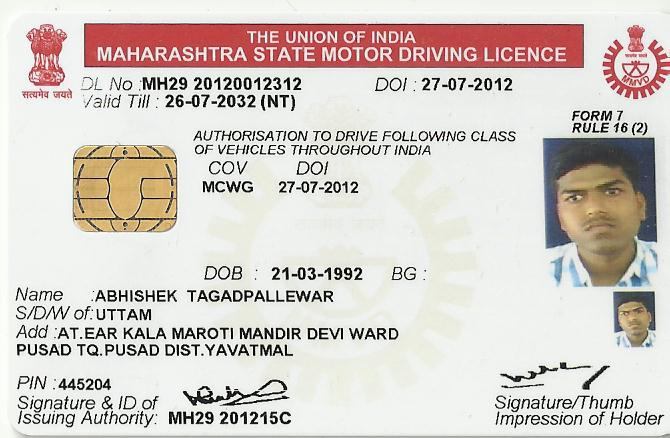 THE UNION OF INDIA
MAHARASHTRA STATE MOTOR DRIVING LICENCE
सत्यमेव जयते
MMVD
DL No :MH29 20120012312 DOI : 27-07-2012
Valid Till : 26-07-2032 (NT)
FORM 7
RULE 16 (2)
AUTHORISATION TO DRIVE FOLLOWING CLASS
OF VEHICLES THROUGHOUT INDIA
COV DOI
MCWG 27-07-2012
DOB : 21-03-1992 BG :
Name :ABHISHEK TAGADPALLEWAR
S/D/W of:UTTAM
Add :AT.EAR KALA MAROTI MANDIR DEVI WARD
PUSAD TQ.PUSAD DIST.YAVATMAL
PIN : 445204
Signature & ID of
Issuing Authority: MH29 201215C
Signature/Thumb
Impression of Holder